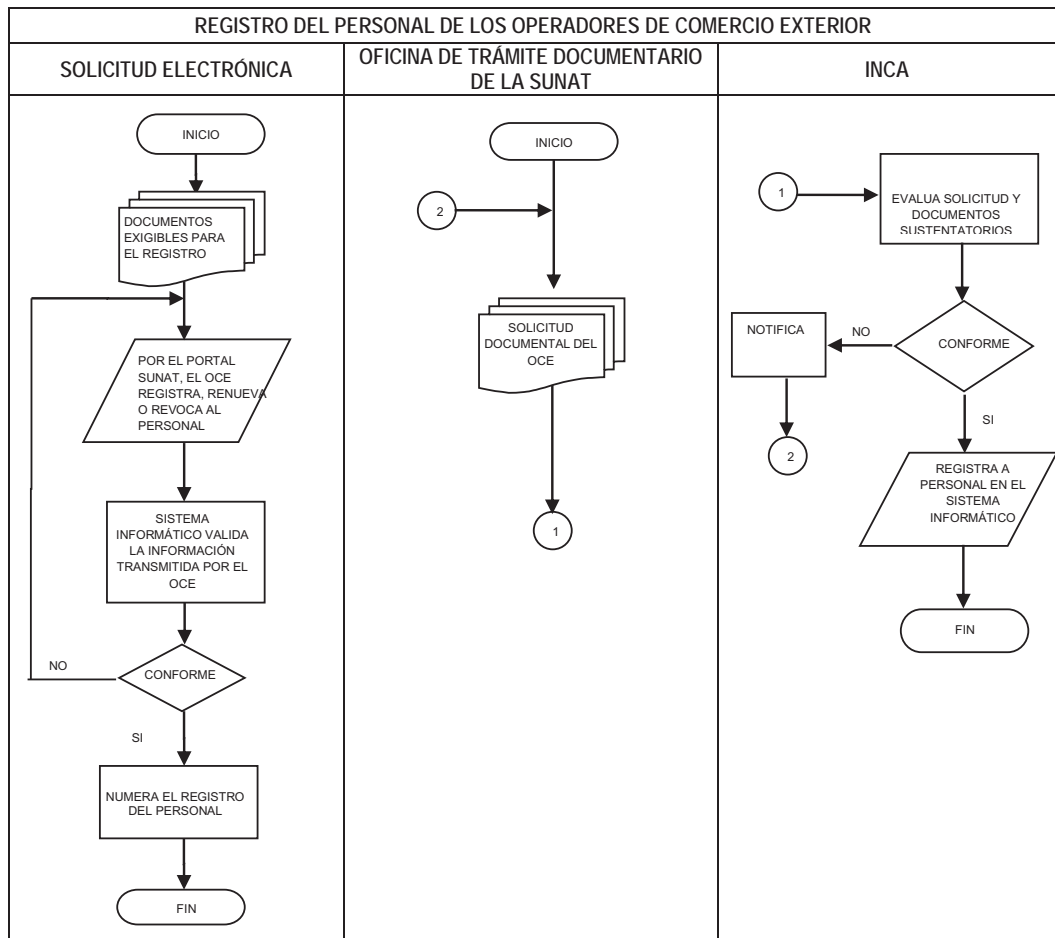 REGISTRO DEL PERSONAL DE LOS OPERADORES DE COMERCIO EXTERIOR
SOLICITUD ELECTRÓNICA
OFICINA DE TRÁMITE DOCUMENTARIO
DE LA SUNAT
INCA
INICIO
DOCUMENTOS
EXIGIBLES PARA
EL REGISTRO
POR EL PORTAL
SUNAT, EL OCE
REGISTRA, RENUEVA
O REVOCA AL
PERSONAL
SISTEMA
INFORMÁTICO VALIDA
LA INFORMACIÓN
TRANSMITIDA POR EL
OCE
NO
CONFORME
SI
NUMERA EL REGISTRO
DEL PERSONAL
FIN
INICIO
2
SOLICITUD
DOCUMENTAL DEL
OCE
1
1
EVALUA SOLICITUD Y
DOCUMENTOS
SUSTENTATORIOS
NOTIFICA
NO
CONFORME
2
SI
REGISTRA A
PERSONAL EN EL
SISTEMA
INFORMÁTICO
FIN